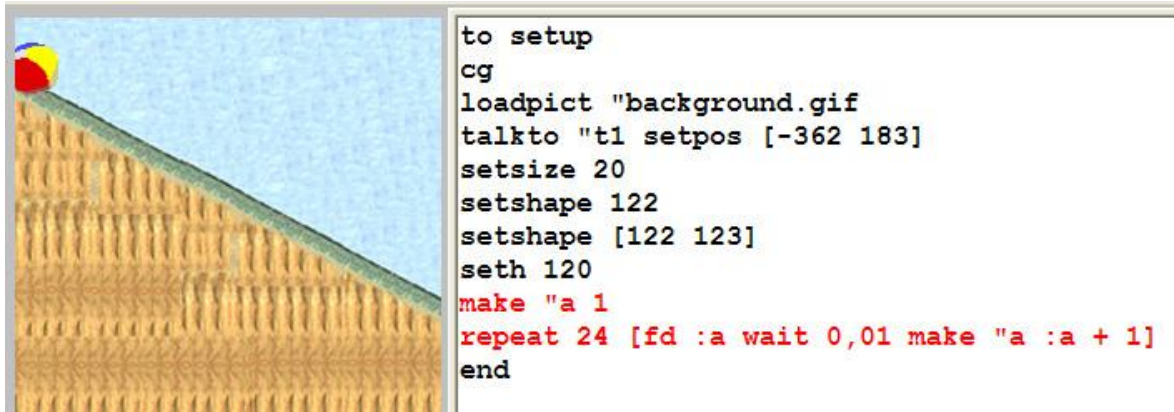 to setup
cg
loadpict "background.gif
talkto "t1 setpos [-362 183]
setsize 20
setshape 122
setshape [122 123]
seth 120
make "a 1
repeat 24 [fd :a wait 0,01 make "a :a + 1]
end